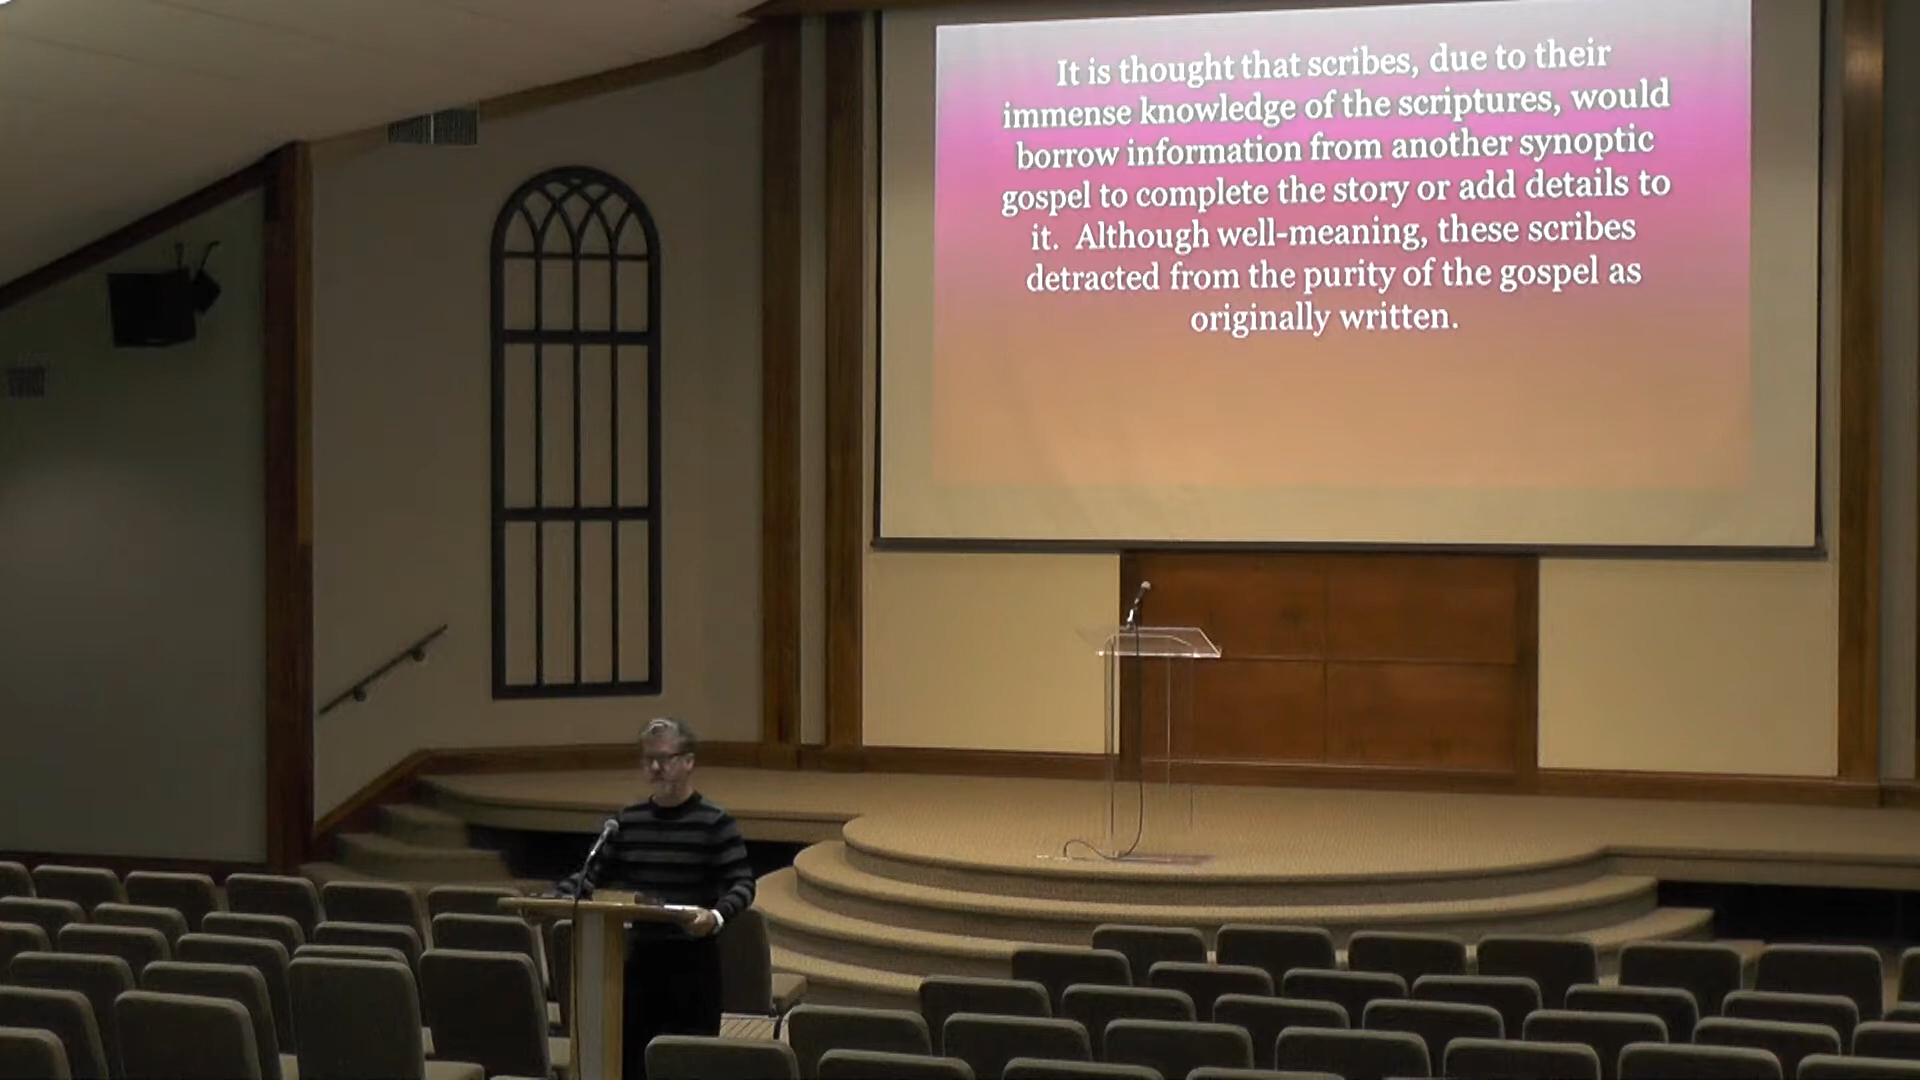 It is thought that scribes, due to their
immense knowledge of the scriptures, would
borrow information from another synoptic
gospel to complete the story or add details to
it.  Although well-meaning, these scribes
detracted from the purity of the gospel as
originally written.